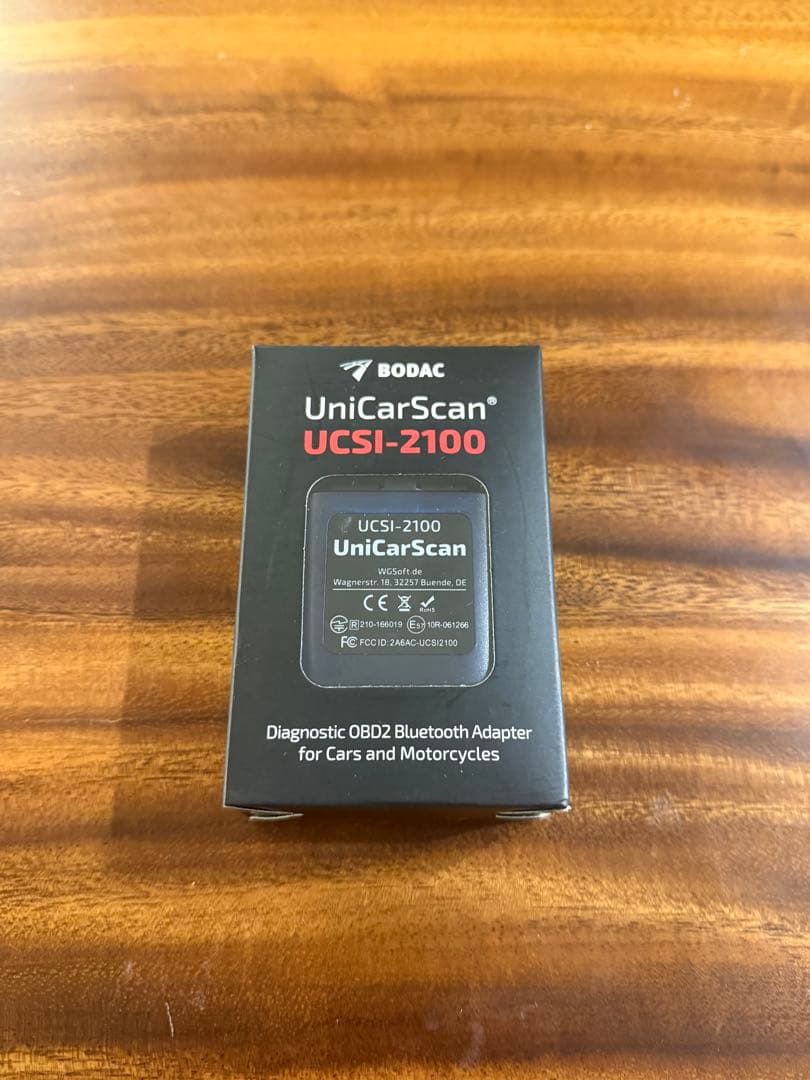 BODAC
UniCarScan®
UCSI-2100
UCSI-2100
UniCarScan
WGSoft.de
Wagnerstr. 18, 32257 Buende, DE
CE RoHS
R 210-166019 E57 10R-061266
FC FCC ID: 2A6AC-UCSI2100
Diagnostic OBD2 Bluetooth Adapter
for Cars and Motorcycles